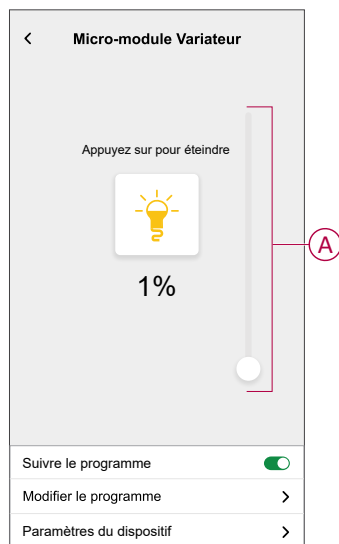 Micro-module Variateur
Appuyez sur pour éteindre
1%
A
Suivre le programme
Modifier le programme
Paramètres du dispositif